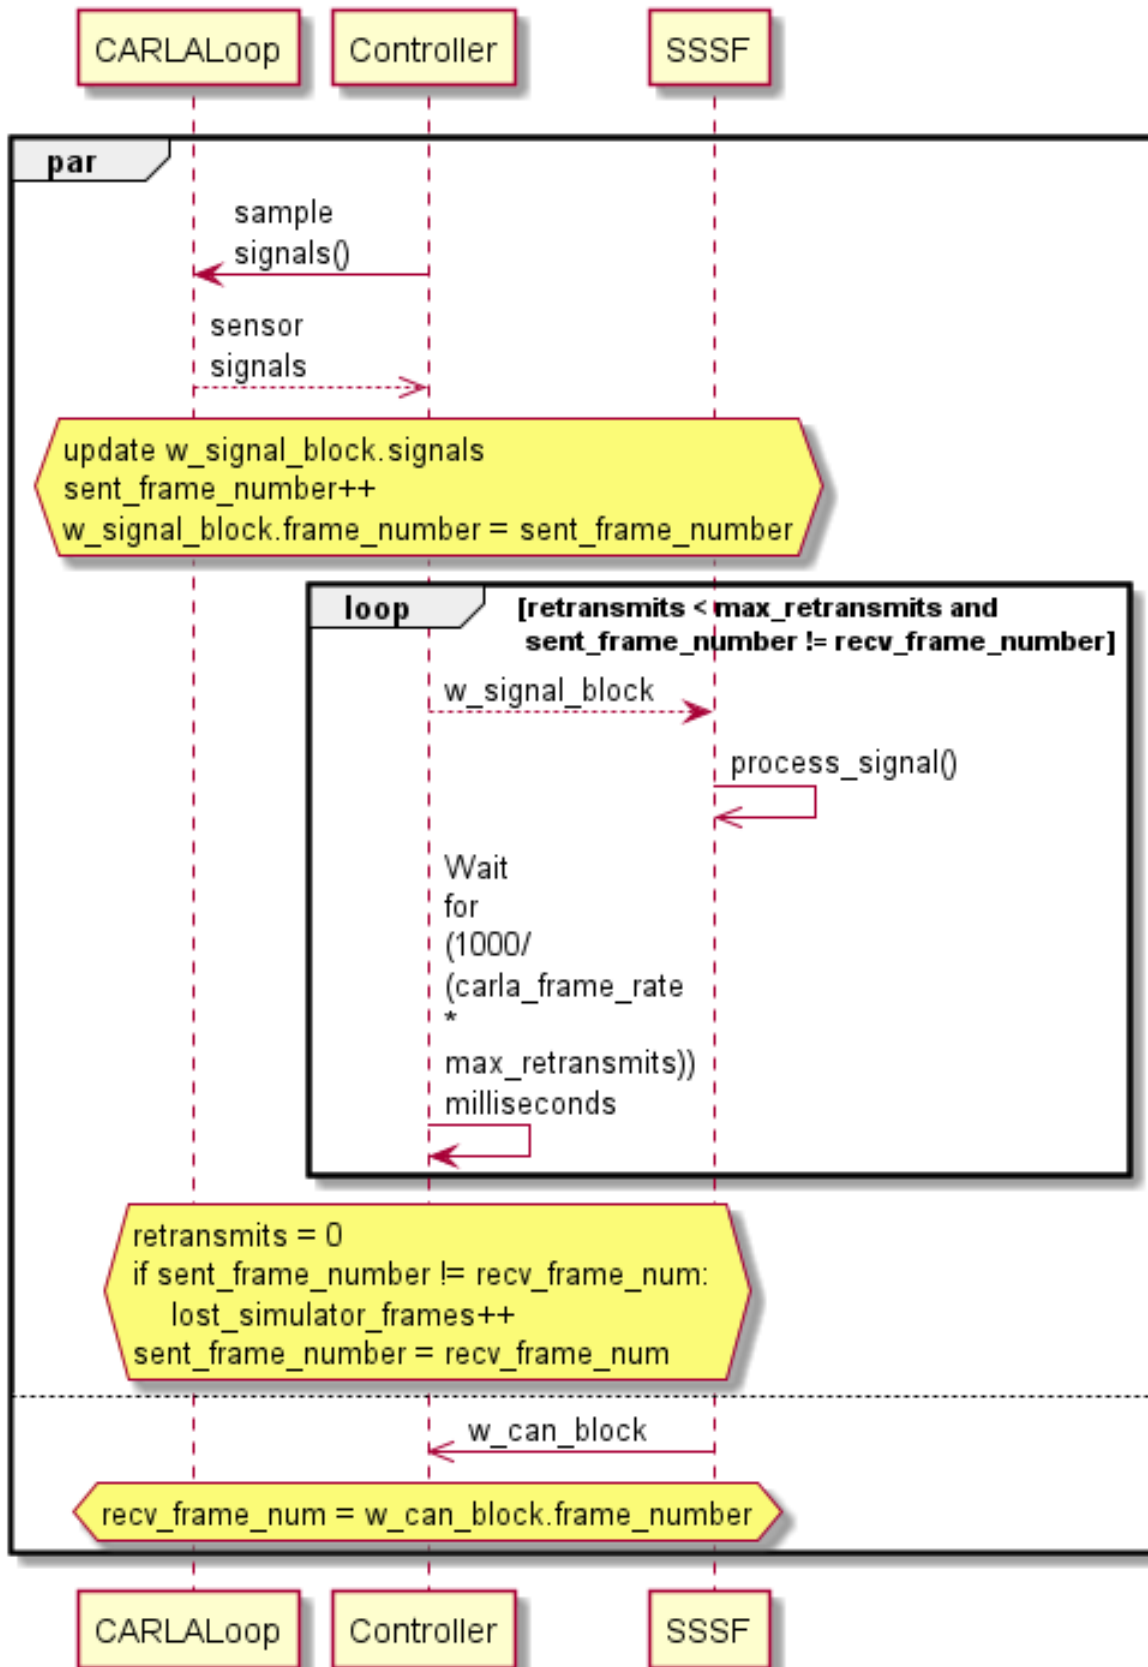 CARLALoop
Controller
SSSF
par
sample
signals()
sensor
signals
update w_signal_block.signals
sent_frame_number++
w_signal_block.frame_number = sent_frame_number
loop
[retransmits < max_retransmits and
sent_frame_number != recv_frame_number]
w_signal_block
process_signal()
Wait
for
(1000/
(carla_frame_rate
*
max_retransmits))
milliseconds
retransmits = 0
if sent_frame_number != recv_frame_num:
lost_simulator_frames++
sent_frame_number = recv_frame_num
w_can_block
recv_frame_num = w_can_block.frame_number
CARLALoop
Controller
SSSF